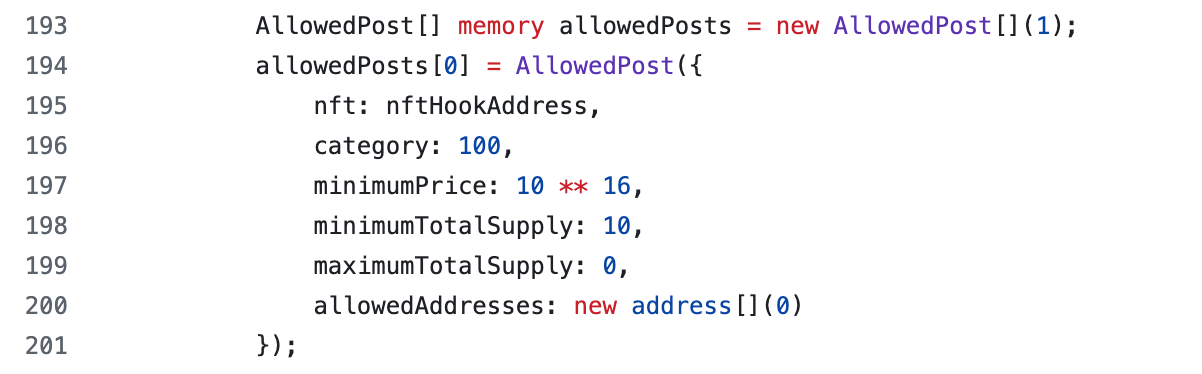 193 AllowedPost[] memory allowedPosts = new AllowedPost[](1);
194 allowedPosts[0] = AllowedPost({
195 nft: nftHookAddress,
196 category: 100,
197 minimumPrice: 10 ** 16,
198 minimumTotalSupply: 10,
199 maximumTotalSupply: 0,
200 allowedAddresses: new address[](0)
201 });